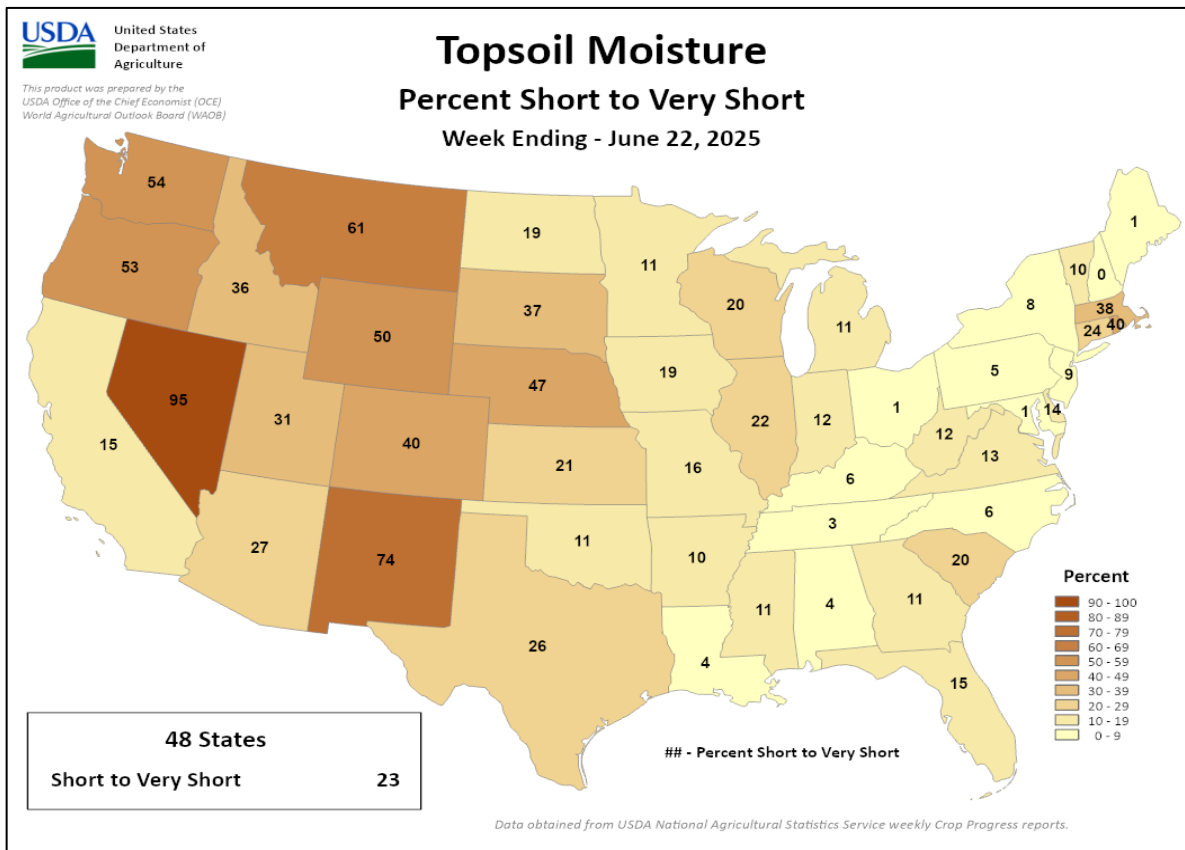 USDA
United States
Department of
Agriculture
This product was prepared by the
USDA Office of the Chief Economist (OCE)
World Agricultural Outlook Board (WAOB)
Topsoil Moisture
Percent Short to Very Short
Week Ending - June 22, 2025
54
61
19
11
1
53
36
37
20
11
8
10
0
38
24
40
50
47
19
5
9
95
31
40
21
22
12
1
1
14
15
16
12
13
6
27
74
11
10
3
6
26
4
11
4
11
20
15
Percent
90 - 100
80 - 89
70 - 79
60 - 69
50 - 59
40 - 49
30 - 39
20 - 29
10 - 19
0 - 9
48 States
Short to Very Short 23
## - Percent Short to Very Short
Data obtained from USDA National Agricultural Statistics Service weekly Crop Progress reports.